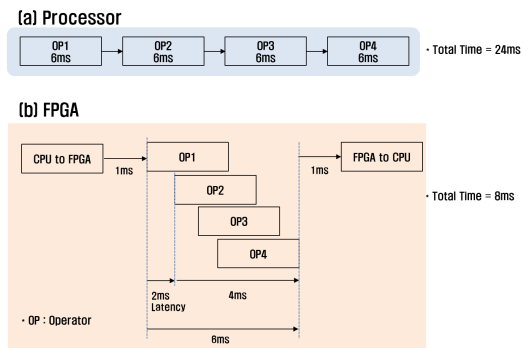 (a) Processor
OP1 OP2 OP3 OP4
6ms 6ms 6ms 6ms
· Total Time = 24ms
(b) FPGA
CPU to FPGA
1ms
OP1
1ms
FPGA to CPU
OP2
· Total Time = 8ms
OP3
OP4
2ms
Latency
4ms
· OP : Operator
6ms